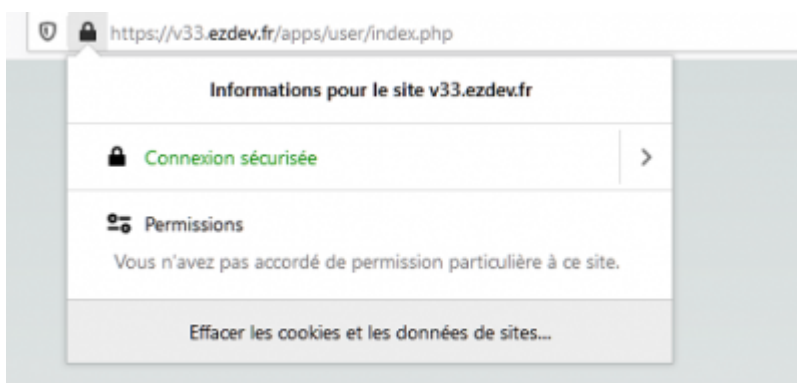 https://v33.ezdev.fr/apps/user/index.php
Informations pour le site v33.ezdev.fr
Connexion sécurisée
Permissions
Vous n'avez pas accordé de permission particulière à ce site.
Effacer les cookies et les données de sites...